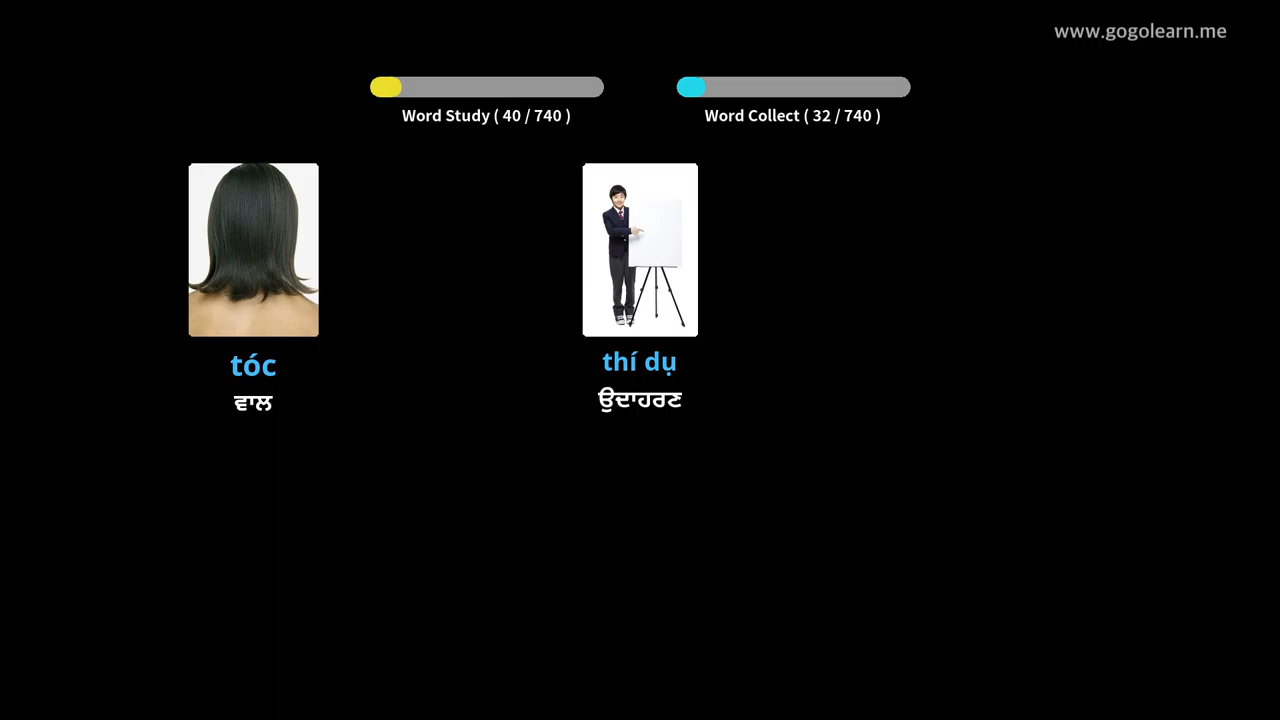 www.gogolearn.me
Word Study ( 40 / 740 )
Word Collect ( 32 / 740 )
tóc
ਵਾਲ
thí dụ
ਉਦਾਹਰਣ